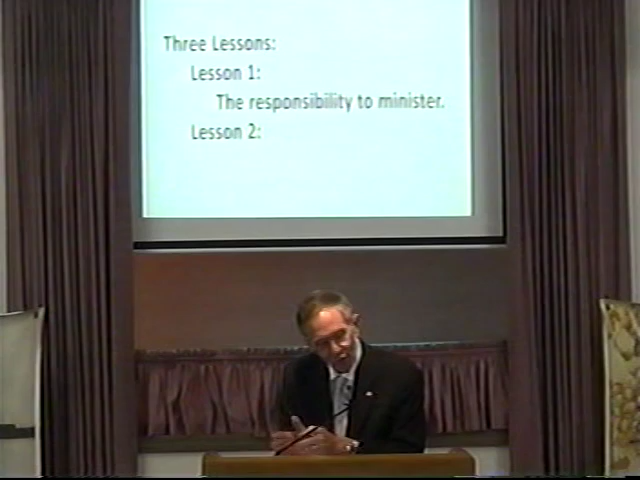 Three Lessons:
Lesson 1:
The responsibility to minister.
Lesson 2: